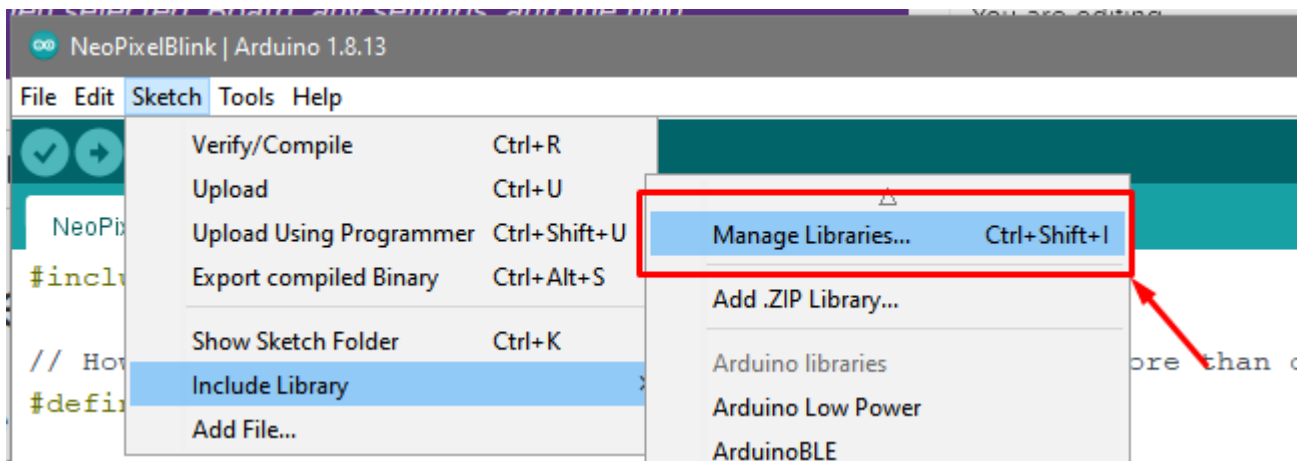 You are editing
NeoPixelBlink | Arduino 1.8.13
File Edit Sketch Tools Help
Verify/Compile Ctrl+R
Upload Ctrl+U
Upload Using Programmer Ctrl+Shift+U
Export compiled Binary Ctrl+Alt+S
Show Sketch Folder Ctrl+K
Include Library
Add File...
Manage Libraries... Ctrl+Shift+I
Add .ZIP Library...
Arduino libraries
Arduino Low Power
ArduinoBLE
NeoPix
#inclu
// How
ore than
#defin